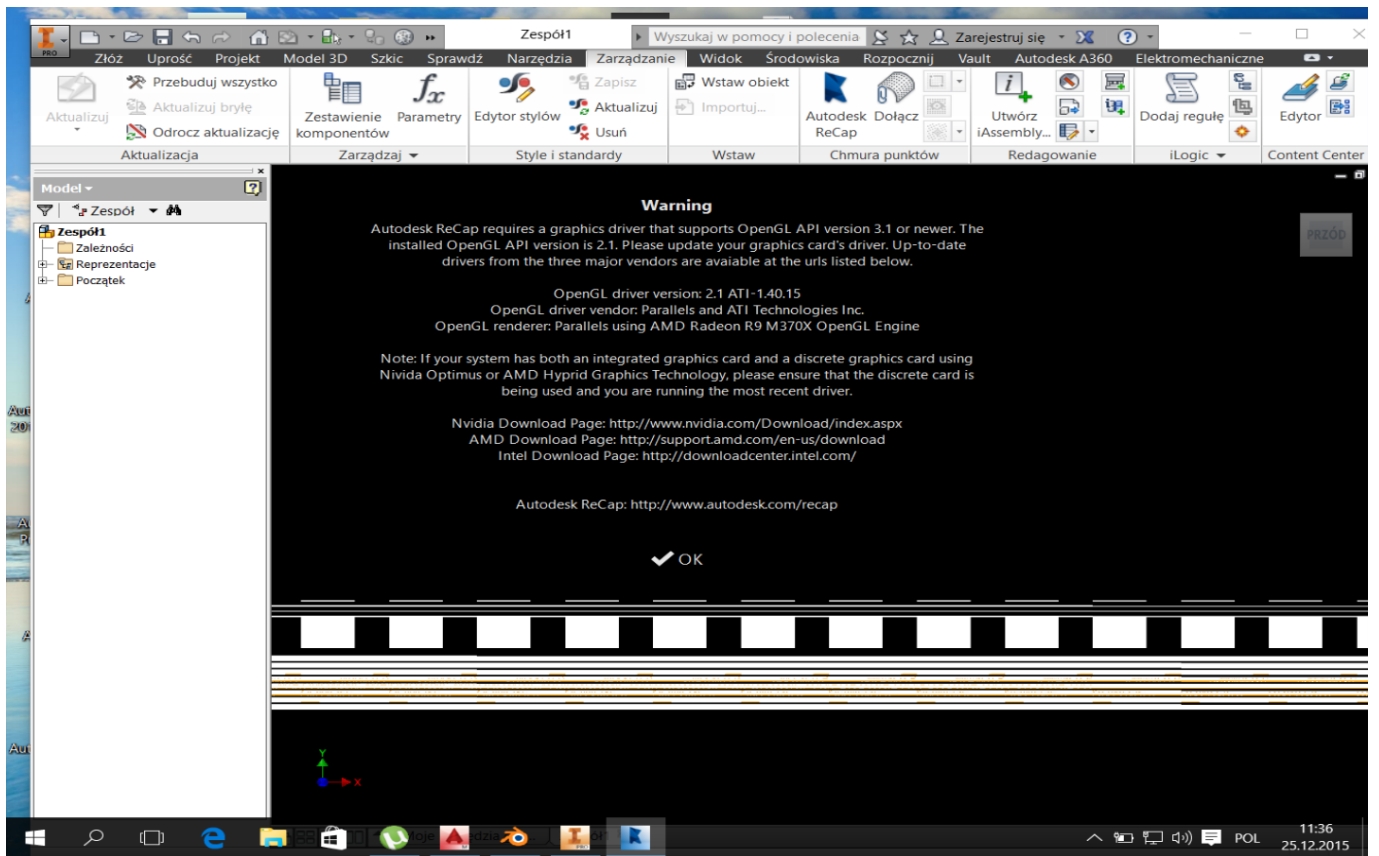 PRO
Zespół1
Wyszukaj w pomocy i polecenia
Zarejestruj się
Złóż Uprość Projekt Model 3D Szkic Sprawdź Narzędzia Zarządzanie Widok Środowiska Rozpocznij Vault Autodesk A360 Elektromechaniczne
Aktualizuj
Przebuduj wszystko
Aktualizuj bryłę
Odrocz aktualizację
Zestawienie komponentów
Parametry
Edytor stylów
Zapisz
Aktualizuj
Usuń
Wstaw obiekt
Importuj...
Autodesk ReCap
Dołącz
Utwórz iAssembly...
Dodaj regułę
Edytor
Aktualizacja Zarządzaj Style i standardy Wstaw Chmura punktów Redagowanie iLogic Content Center
Model
Zespół
Zespół1
Zależności
Reprezentacje
Początek
PRZÓD
Warning
Autodesk ReCap requires a graphics driver that supports OpenGL API version 3.1 or newer. The
installed OpenGL API version is 2.1. Please update your graphics card's driver. Up-to-date
drivers from the three major vendors are avaiable at the urls listed below.
OpenGL driver version: 2.1 ATI-1.40.15
OpenGL driver vendor: Parallels and ATI Technologies Inc.
OpenGL renderer: Parallels using AMD Radeon R9 M370X OpenGL Engine
Note: If your system has both an integrated graphics card and a discrete graphics card using
Nivida Optimus or AMD Hyprid Graphics Technology, please ensure that the discrete card is
being used and you are running the most recent driver.
Nvidia Download Page: http://www.nvidia.com/Download/index.aspx
AMD Download Page: http://support.amd.com/en-us/download
Intel Download Page: http://downloadcenter.intel.com/
Autodesk ReCap: http://www.autodesk.com/recap
OK
Y
X
POL
11:36
25.12.2015